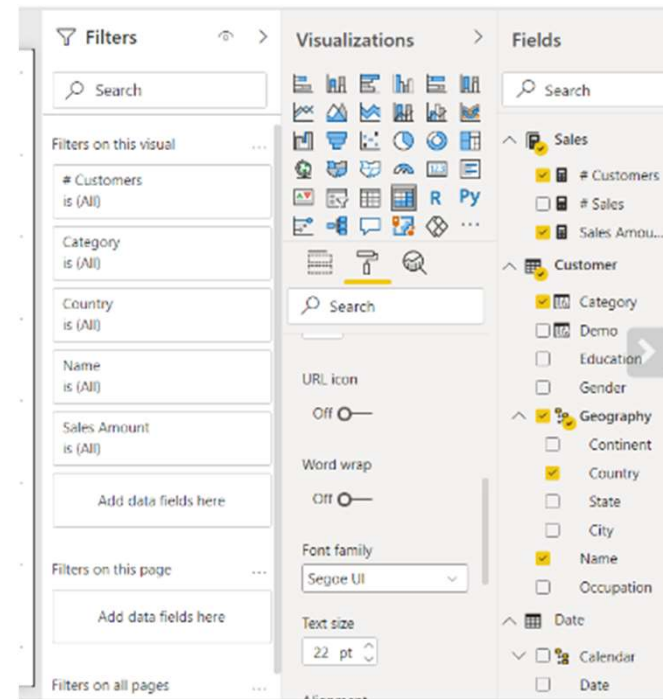 Filters
Search
Filters on this visual
...
# Customers
is (All)
Category
is (All)
Country
is (All)
Name
is (All)
Sales Amount
is (All)
Add data fields here
Filters on this page
...
Add data fields here
Filters on all pages
...
Visualizations
123
R
Py
...
Search
URL icon
Off
Word wrap
Off
Font family
Segoe UI
Text size
22 pt
Alignment
Fields
Search
Sales
# Customers
# Sales
Sales Amou...
Customer
Category
Demo
Education
Gender
Geography
Continent
Country
State
City
Name
Occupation
Date
Calendar
Date